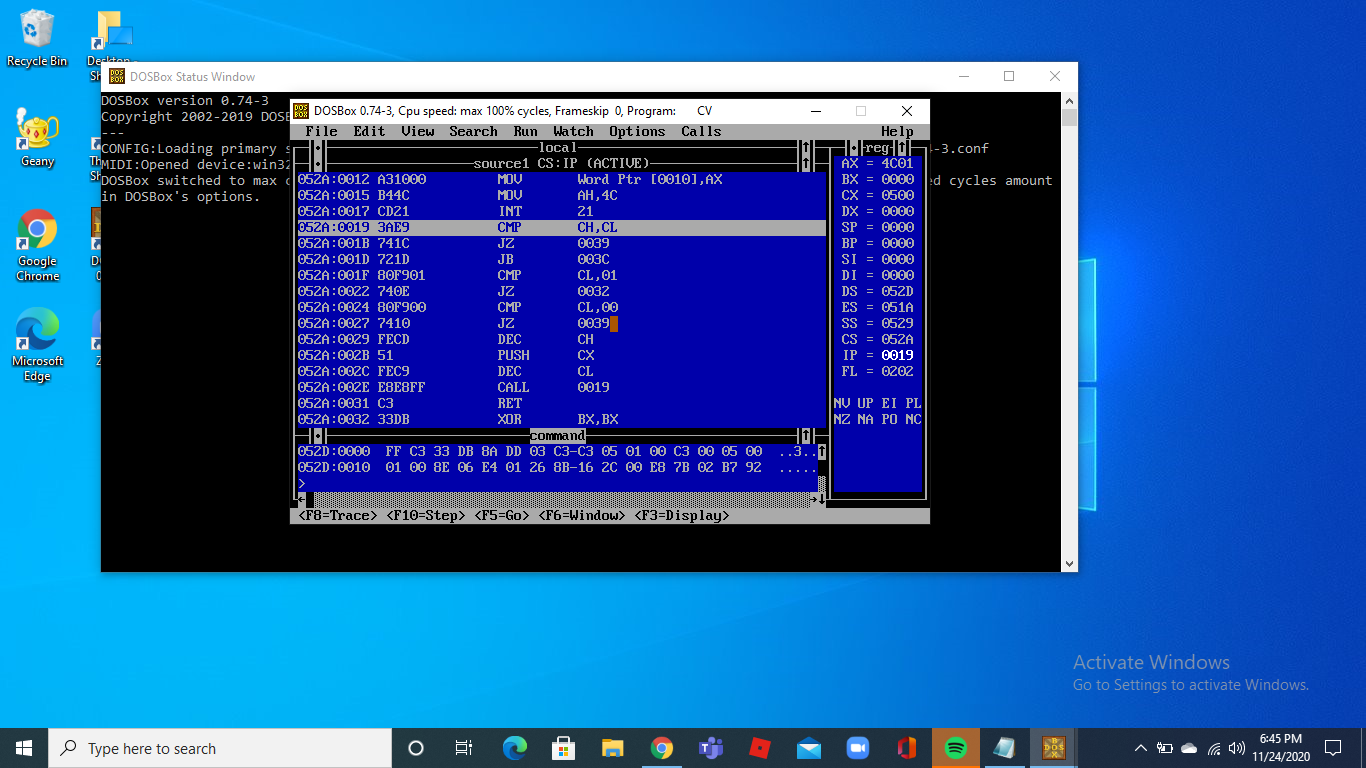 Recycle Bin
Desktop -
Sh
Geany
Th
Sh
Google
Chrome
D
0
Microsoft
Edge
Z
DOSBox Status Window
DOSBox version 0.74-3
Copyright 2002-2019 DOSB
---
CONFIG:Loading primary s
-3.conf
MIDI:Opened device:win32
DOSBox switched to max c
ed cycles amount
in DOSBox's options.
DOSBox 0.74-3, Cpu speed: max 100% cycles, Frameskip 0, Program: CV
File Edit View Search Run Watch Options Calls Help
local
source1 CS:IP (ACTIVE)
052A:0012 A31000 MOV Word Ptr [0010],AX
052A:0015 B44C MOV AH,4C
052A:0017 CD21 INT 21
052A:0019 3AE9 CMP CH,CL
052A:001B 741C JZ 0039
052A:001D 721D JB 003C
052A:001F 80F901 CMP CL,01
052A:0022 740E JZ 0032
052A:0024 80F900 CMP CL,00
052A:0027 7410 JZ 0039
052A:0029 FECD DEC CH
052A:002B 51 PUSH CX
052A:002C FEC9 DEC CL
052A:002E E8E8FF CALL 0019
052A:0031 C3 RET
052A:0032 33DB XOR BX,BX
reg
AX = 4C01
BX = 0000
CX = 0500
DX = 0000
SP = 0000
BP = 0000
SI = 0000
DI = 0000
DS = 052D
ES = 051A
SS = 0529
CS = 052A
IP = 0019
FL = 0202
NV UP EI PL
NZ NA PO NC
command
052D:0000 FF C3 33 DB 8A DD 03 C3-C3 05 01 00 C3 00 05 00 ..3..
052D:0010 01 00 8E 06 E4 01 26 8B-16 2C 00 E8 7B 02 B7 92 .....
>
<F8=Trace> <F10=Step> <F5=Go> <F6=Window> <F3=Display>
Activate Windows
Go to Settings to activate Windows.
Type here to search
6:45 PM
11/24/2020